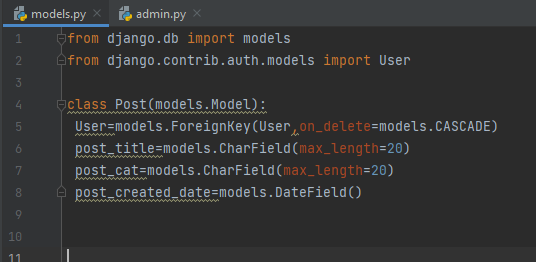 models.py admin.py
1 from django.db import models
2 from django.contrib.auth.models import User
3
4 class Post(models.Model):
5 User=models.ForeignKey(User,on_delete=models.CASCADE)
6 post_title=models.CharField(max_length=20)
7 post_cat=models.CharField(max_length=20)
8 post_created_date=models.DateField()
9
10
11